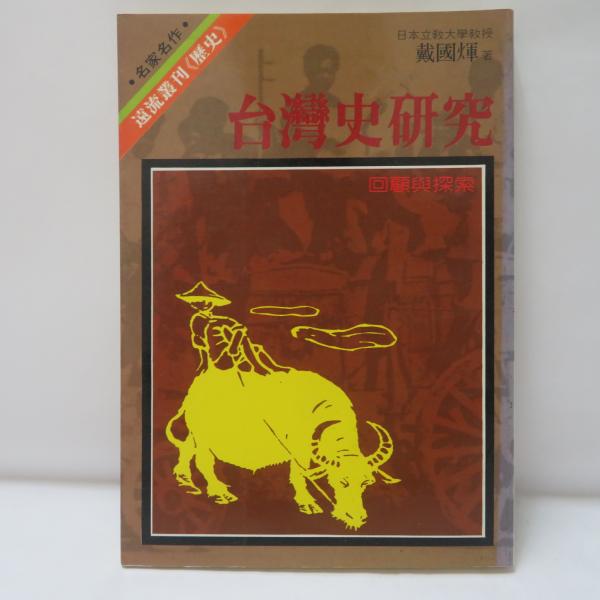 •名家名作•
遠流叢刊《歷史》
日本立教大學教授
戴國煇 著
台灣史研究
回顧與探索